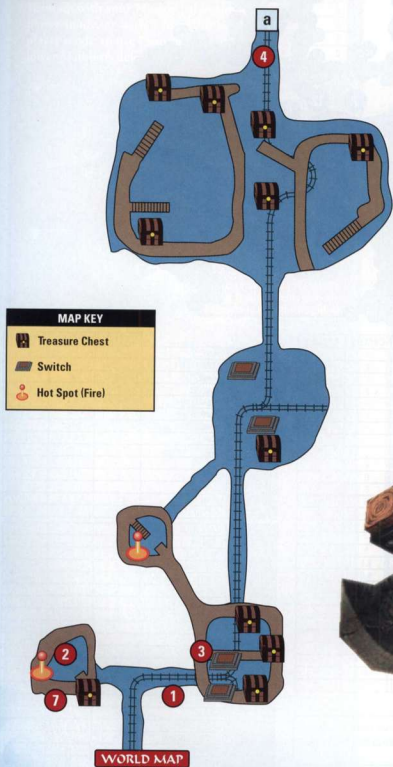 a
4
MAP KEY
Treasure Chest
Switch
Hot Spot (Fire)
2
3
7
1
WORLD MAP